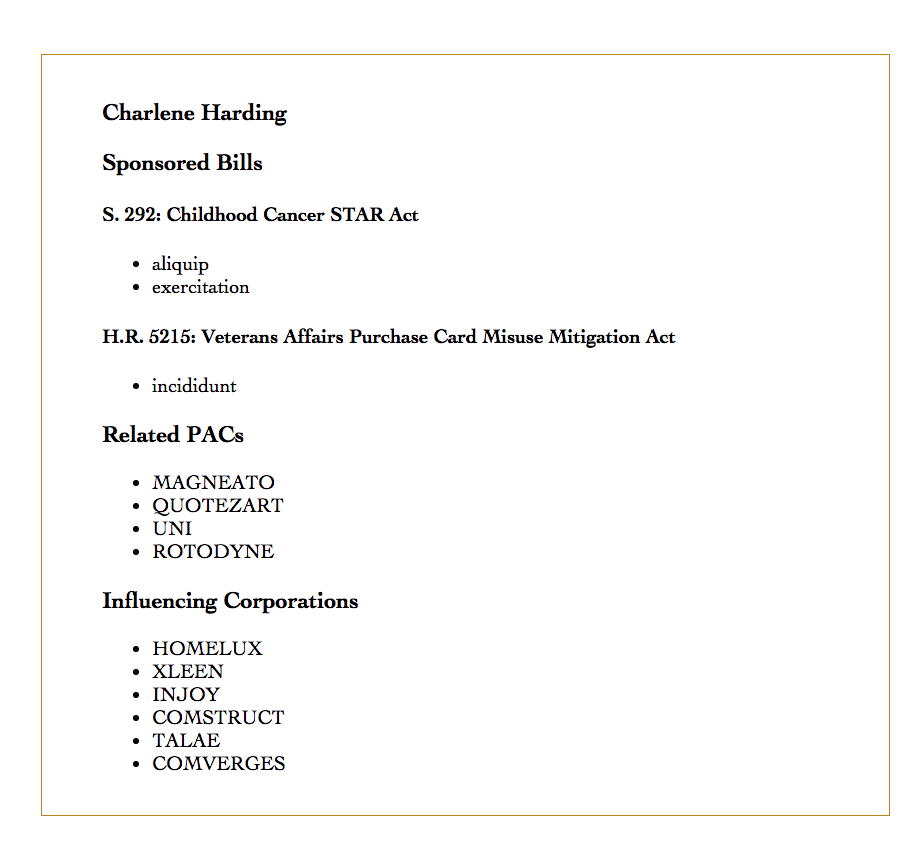 Charlene Harding
Sponsored Bills
S. 292: Childhood Cancer STAR Act
• aliquip
• exercitation
H.R. 5215: Veterans Affairs Purchase Card Misuse Mitigation Act
• incididunt
Related PACs
• MAGNEATO
• QUOTEZART
• UNI
• ROTODYNE
Influencing Corporations
• HOMELUX
• XLEEN
• INJOY
• COMSTRUCT
• TALAE
• COMVERGES